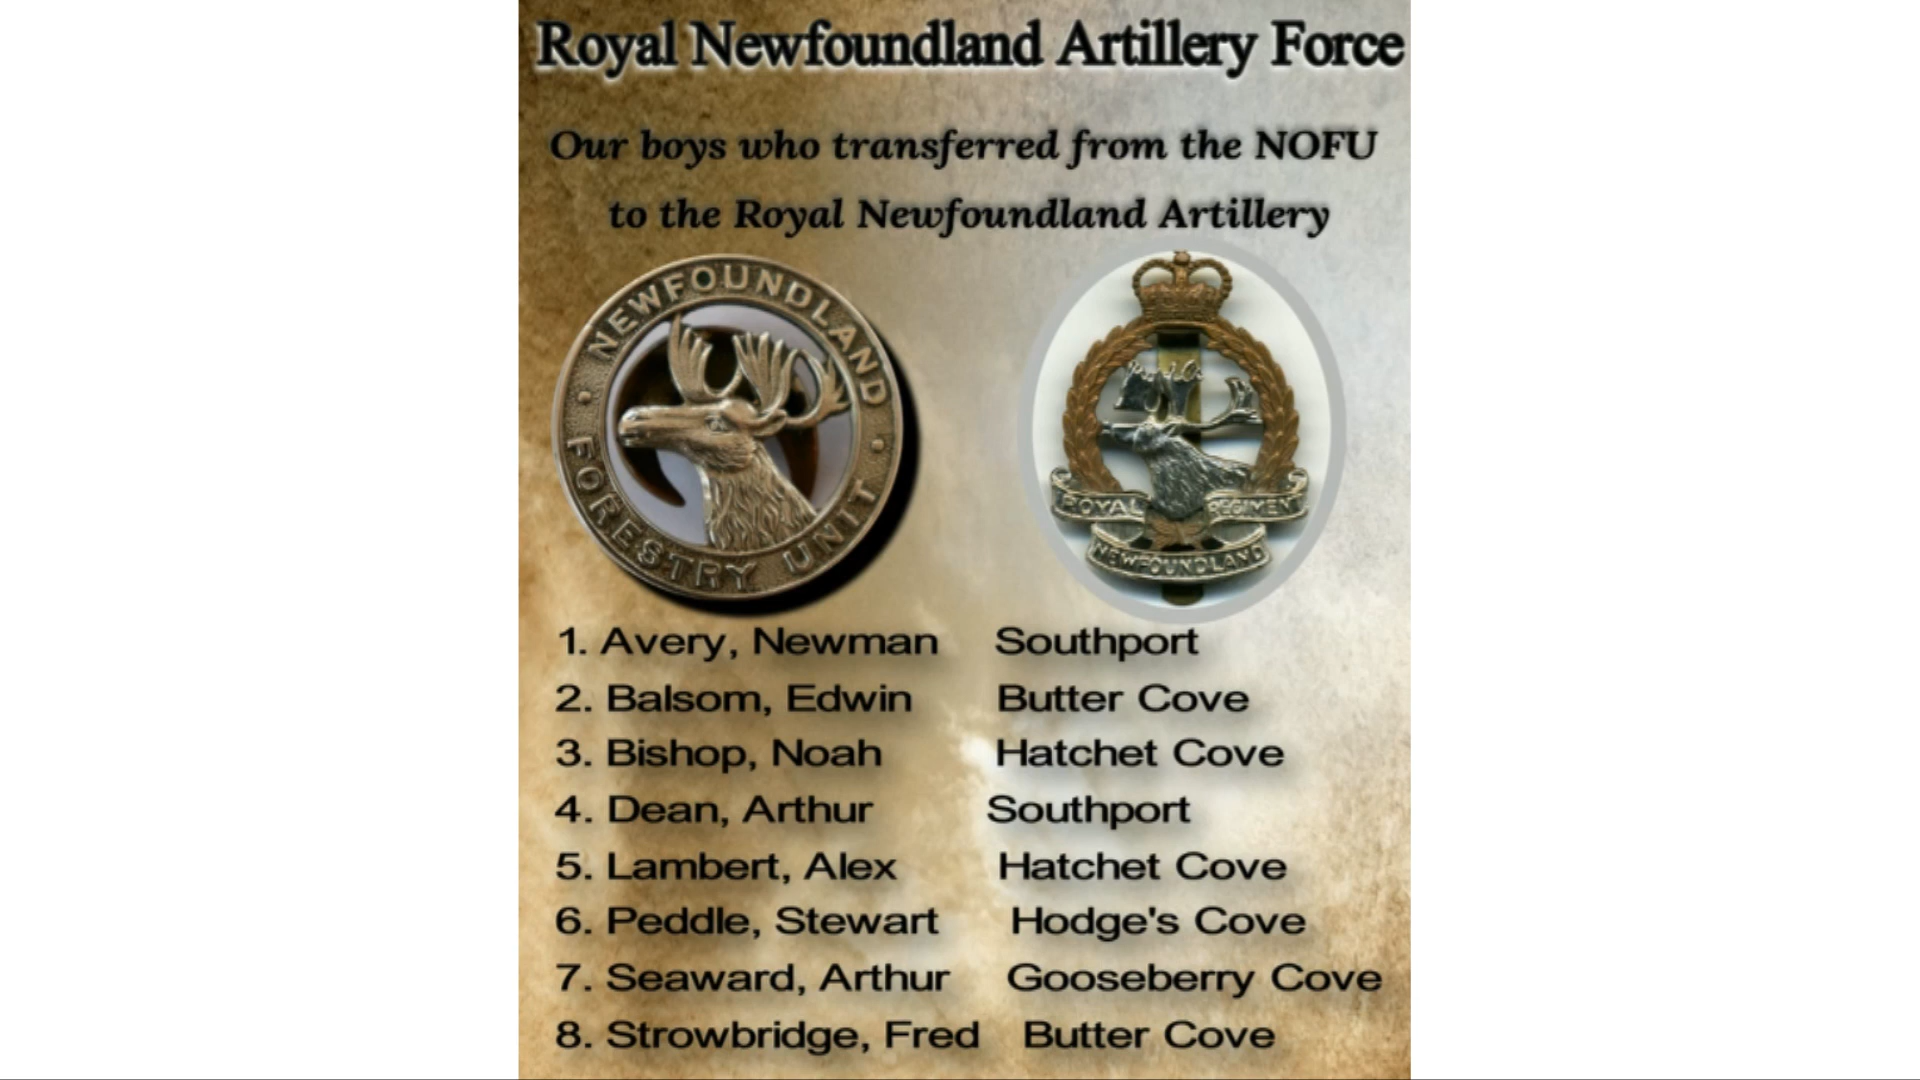 Royal Newfoundland Artillery Force
Our boys who transferred from the NOFU
to the Royal Newfoundland Artillery
NEWFOUNDLAND
FORESTRY UNIT
ROYAL REGIMENT
NEWFOUNDLAND
1. Avery, Newman Southport
2. Balsom, Edwin Butter Cove
3. Bishop, Noah Hatchet Cove
4. Dean, Arthur Southport
5. Lambert, Alex Hatchet Cove
6. Peddle, Stewart Hodge's Cove
7. Seaward, Arthur Gooseberry Cove
8. Strowbridge, Fred Butter Cove